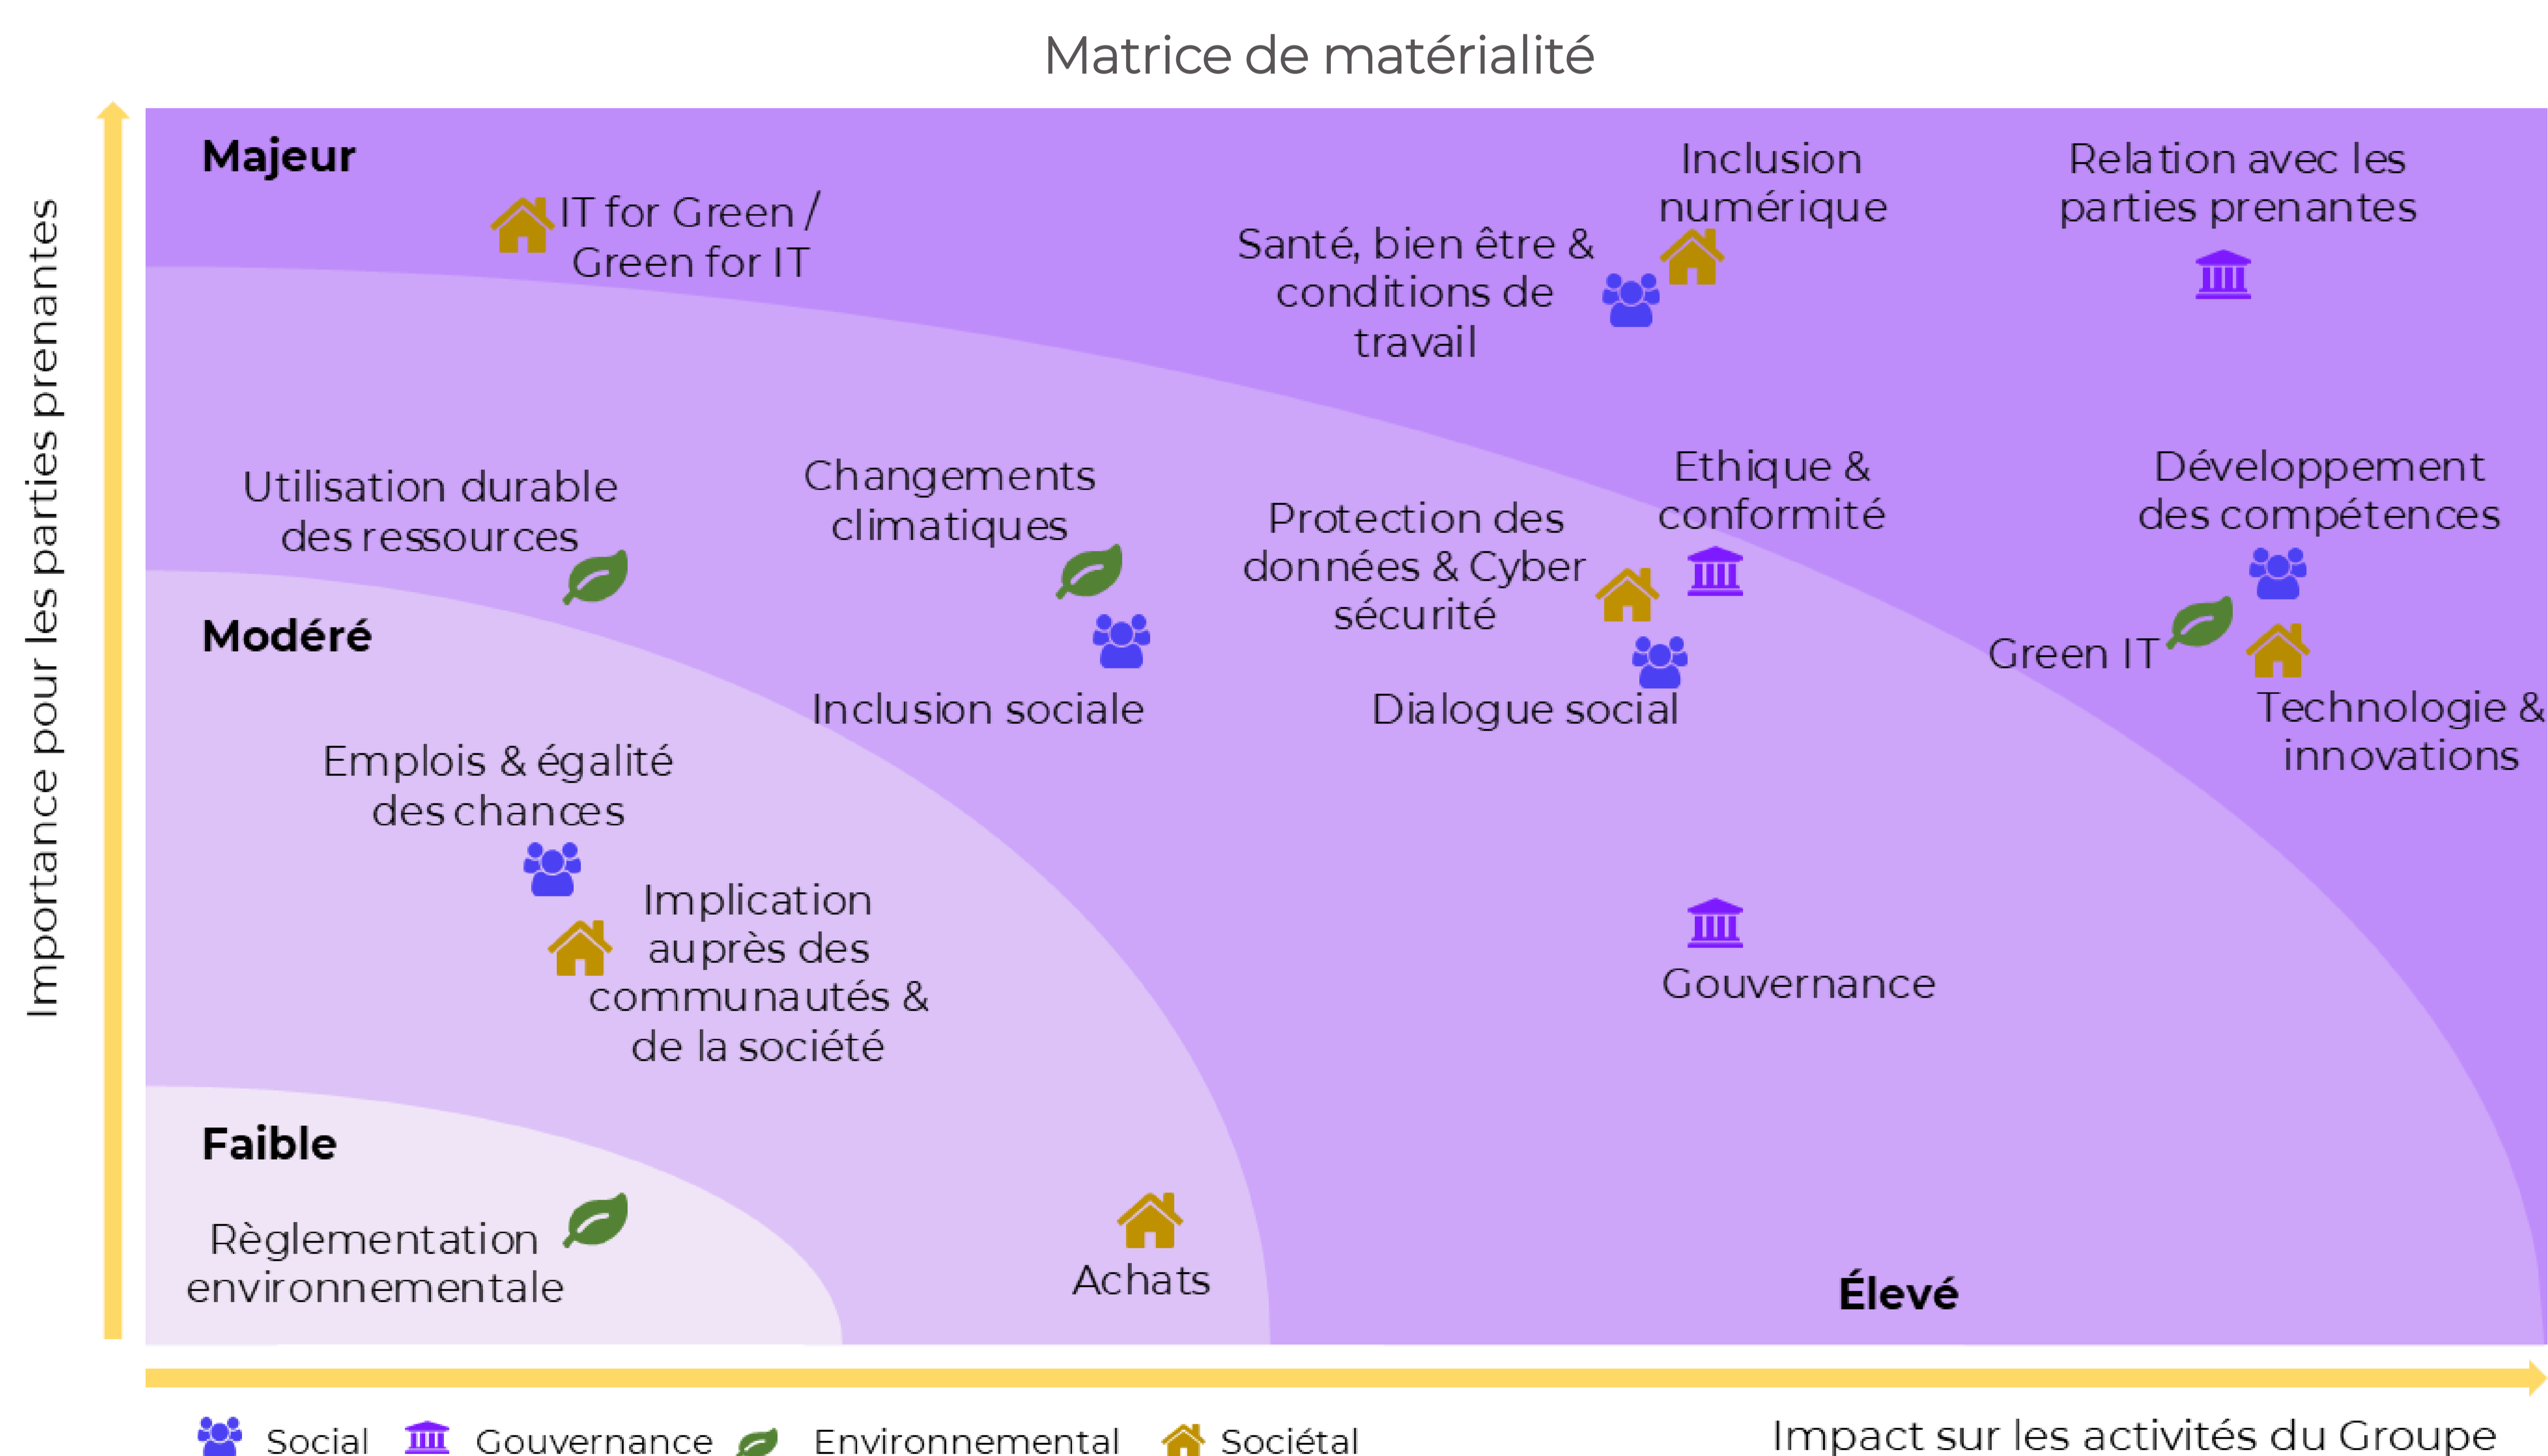 Matrice de matérialité
Importance pour les parties prenantes
Majeur
IT for Green /
Green for IT
Santé, bien être &
conditions de
travail
Inclusion
numérique
Relation avec les
parties prenantes
Utilisation durable
des ressources
Changements
climatiques
Protection des
données & Cyber
sécurité
Ethique &
conformité
Développement
des compétences
Modéré
Inclusion sociale
Dialogue social
Green IT
Technologie &
innovations
Emplois & égalité
des chances
Implication
auprès des
communautés &
de la société
Gouvernance
Faible
Règlementation
environnementale
Achats
Élevé
Social Gouvernance Environnemental Sociétal
Impact sur les activités du Groupe